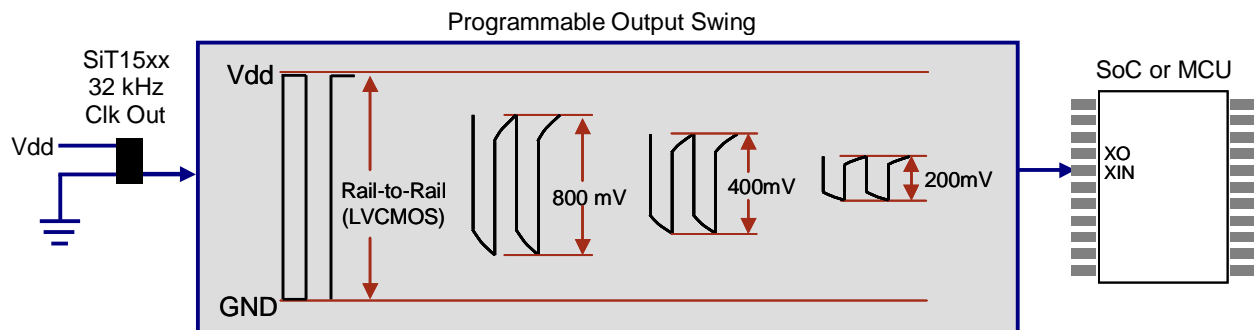 Programmable Output Swing
SiT15xx
32 kHz
Clk Out
Vdd
Vdd
Rail-to-Rail
(LVCMOS)
GND
800 mV
400mV
200mV
SoC or MCU
XO
XIN